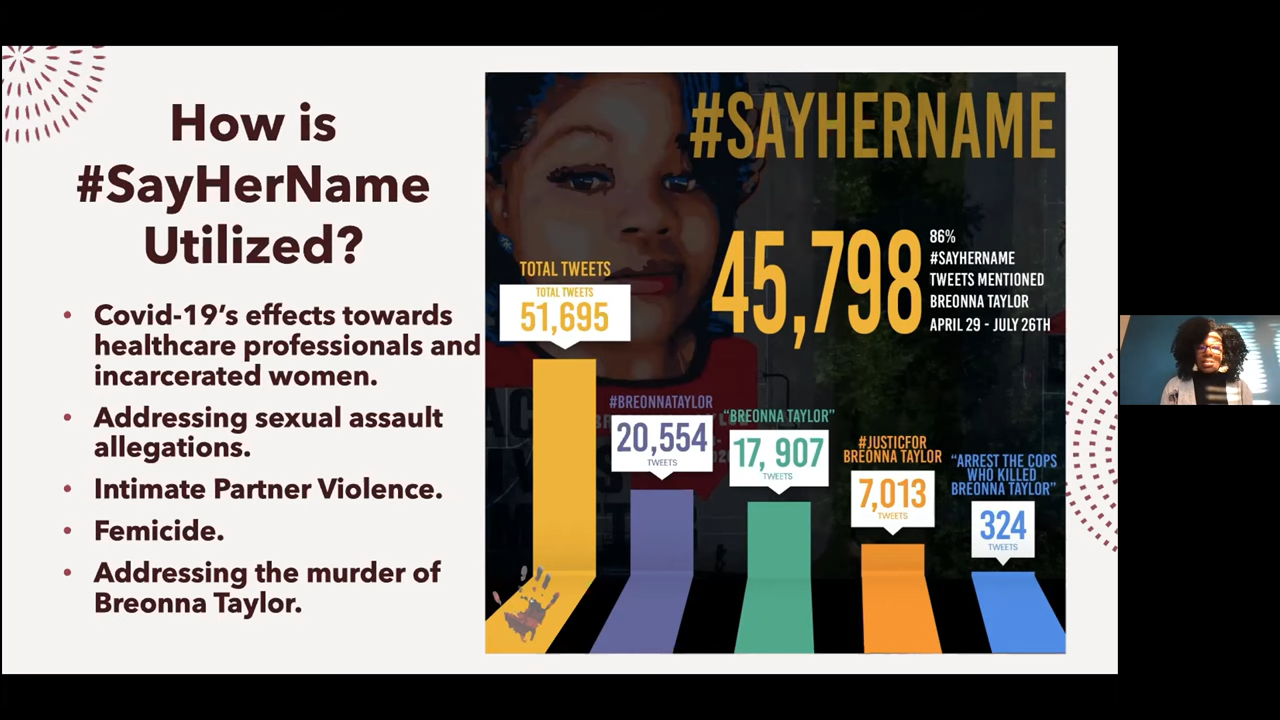 How is
#SayHerName
Utilized?
• Covid-19's effects towards
healthcare professionals and
incarcerated women.
• Addressing sexual assault
allegations.
• Intimate Partner Violence.
• Femicide.
• Addressing the murder of
Breonna Taylor.
#SAYHERNAME
45,798
86%
#SAYHERNAME
TWEETS MENTIONED
BREONNA TAYLOR
APRIL 29 - JULY 26TH
TOTAL TWEETS
TOTAL TWEETS
51,695
#BREONNATAYLOR
20,554
TWEETS
"BREONNA TAYLOR"
17, 907
TWEETS
#JUSTICFOR
BREONNA TAYLOR
7,013
TWEETS
"ARREST THE COPS
WHO KILLED
BREONNA TAYLOR"
324
TWEETS